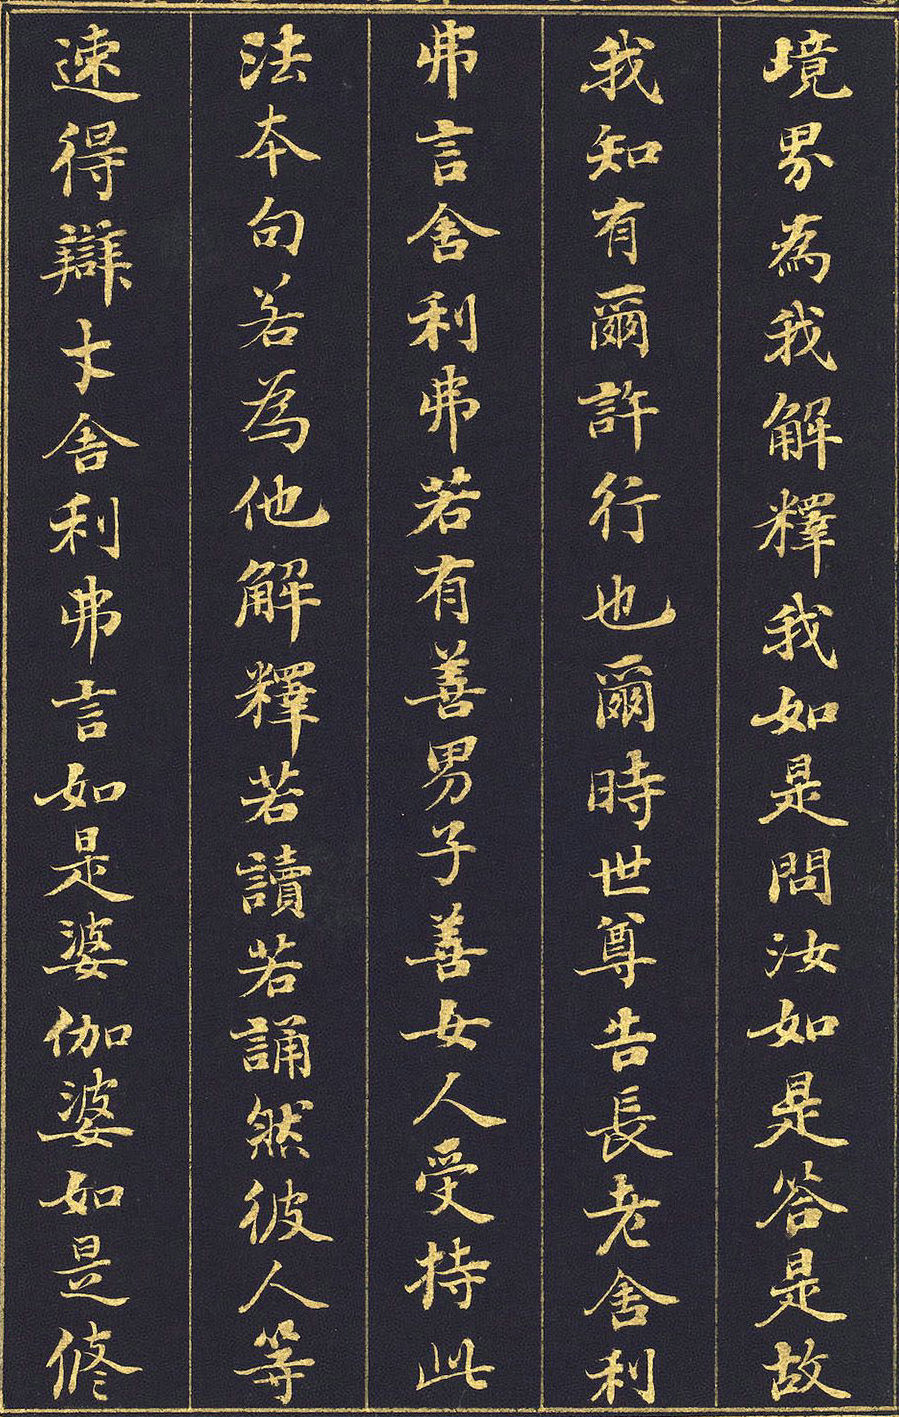 境界為我解釋我如是問汝如是答是故
我知有爾許行也爾時世尊告長老舍利
弗言舍利弗若有善男子善女人受持此
法本句若為他解釋若讀若誦然彼人等
速得辯才舍利弗言如是婆伽婆如是修